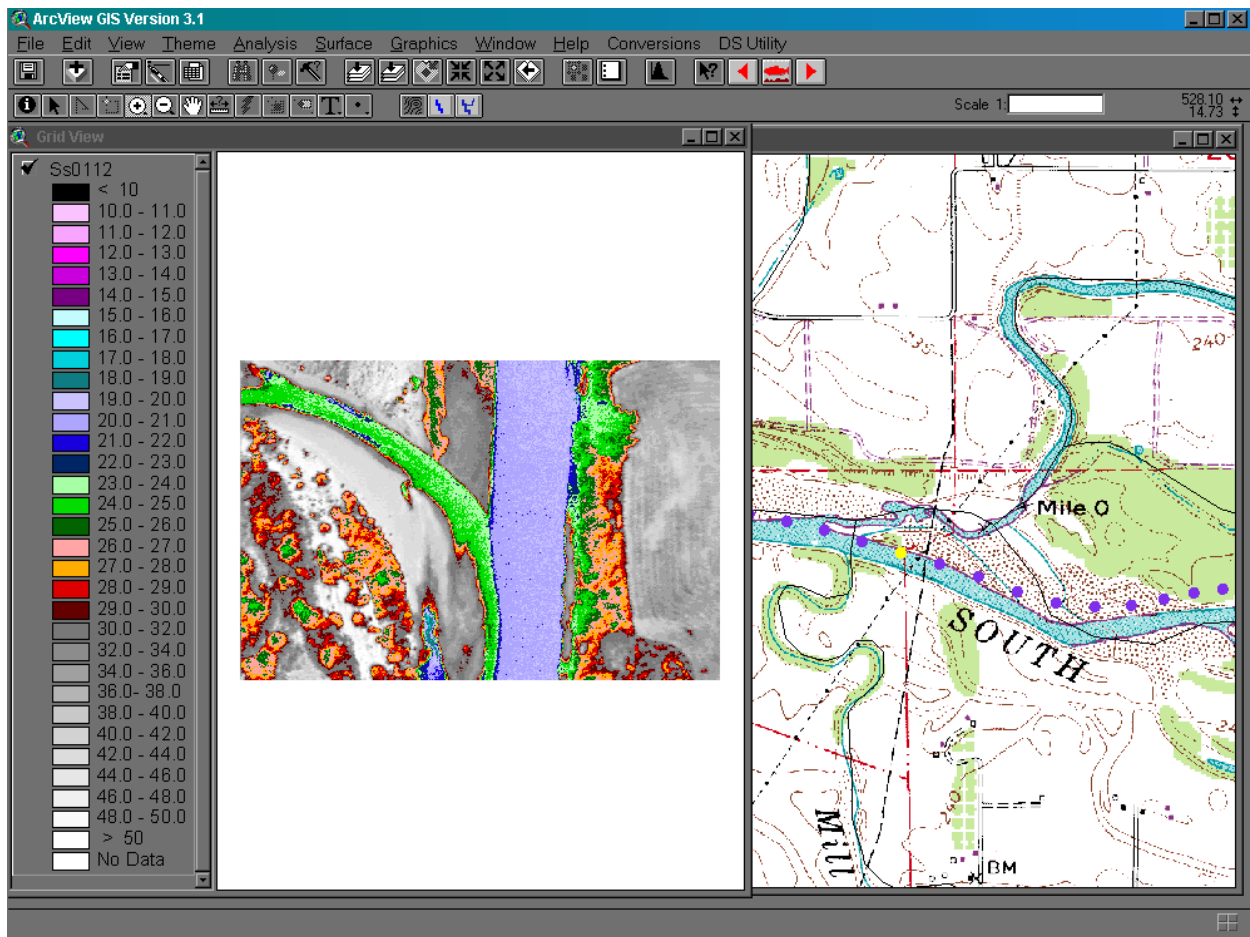 ArcView GIS Version 3.1
File Edit View Theme Analysis Surface Graphics Window Help Conversions DS Utility
Scale 1:
528.10
14.73
Grid View
Ss0112
< 10
10.0 - 11.0
11.0 - 12.0
12.0 - 13.0
13.0 - 14.0
14.0 - 15.0
15.0 - 16.0
16.0 - 17.0
17.0 - 18.0
18.0 - 19.0
19.0 - 20.0
20.0 - 21.0
21.0 - 22.0
22.0 - 23.0
23.0 - 24.0
24.0 - 25.0
25.0 - 26.0
26.0 - 27.0
27.0 - 28.0
28.0 - 29.0
29.0 - 30.0
30.0 - 32.0
32.0 - 34.0
34.0 - 36.0
36.0- 38.0
38.0 - 40.0
40.0 - 42.0
42.0 - 44.0
44.0 - 46.0
46.0 - 48.0
48.0 - 50.0
> 50
No Data
235
240
Mile 0
SOUTH
Mill
240
BM